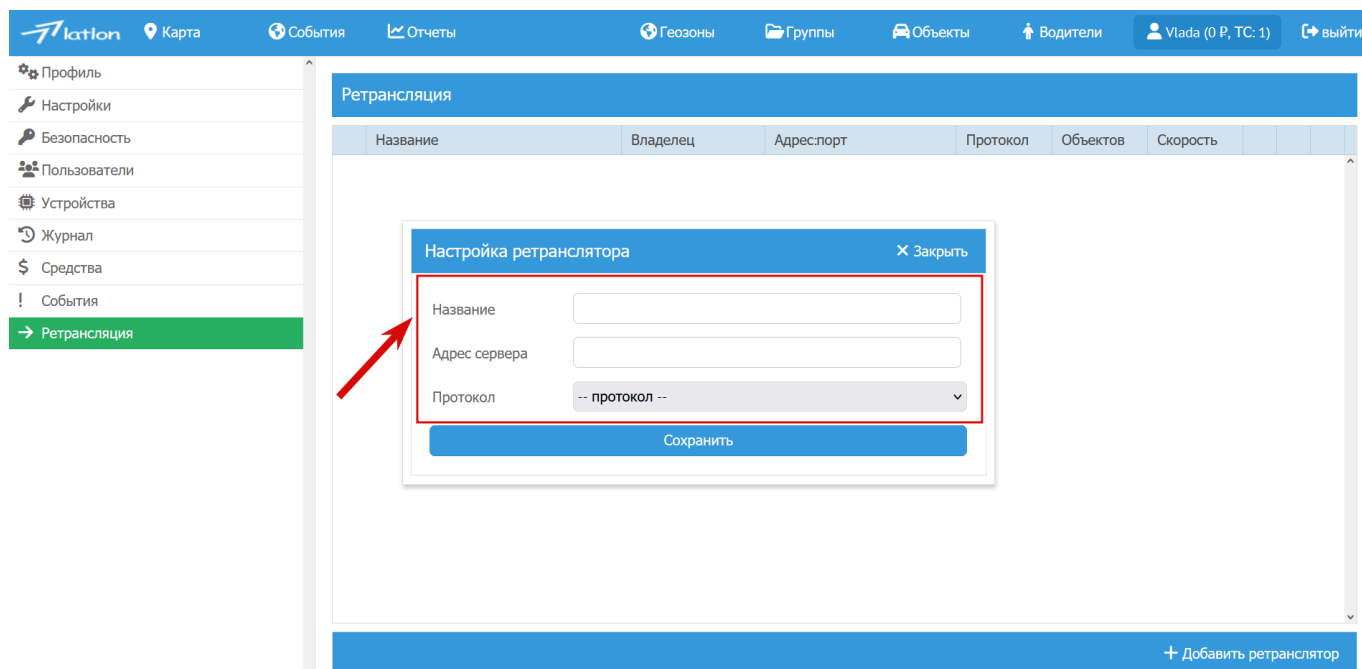 latlon Карта События Отчеты Геозоны Группы Объекты Водители Vlada (0 ₽, ТС: 1) выйти
Профиль
Настройки
Безопасность
Пользователи
Устройства
Журнал
$ Средства
! События
Ретрансляция
Ретрансляция
Название Владелец Адрес:порт Протокол Объектов Скорость
Настройка ретранслятора Закрыть
Название
Адрес сервера
Протокол -- протокол --
Сохранить
+ Добавить ретранслятор